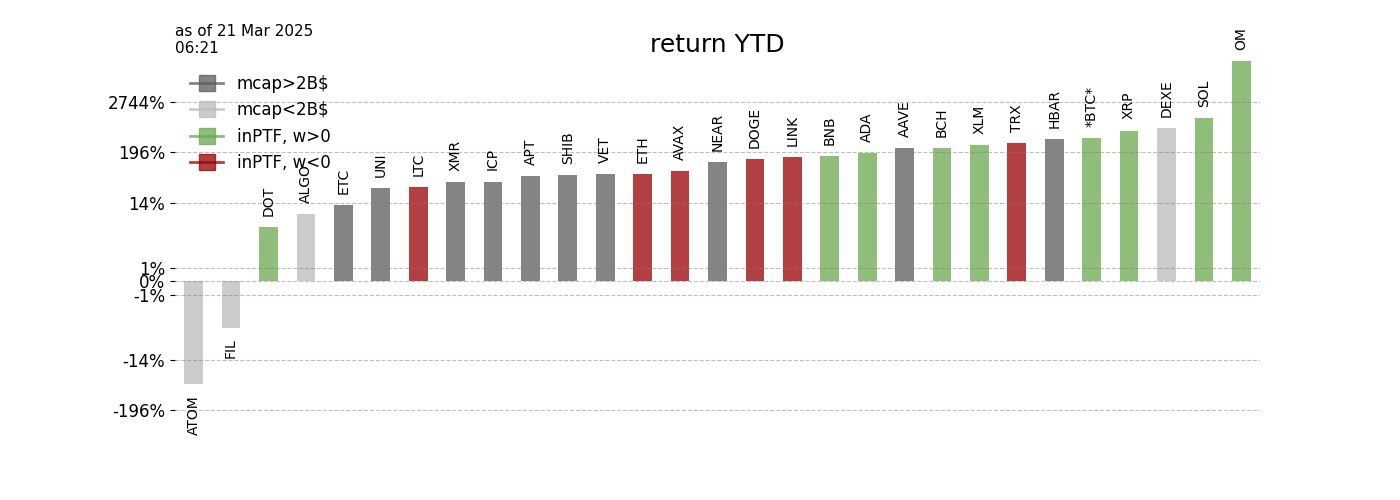 as of 21 Mar 2025
06:21
return YTD
mcap>2B$
mcap<2B$
inPTF, w>0
inPTF, w<0
2744%
196%
14%
1%
0%
-1%
-14%
-196%
ATOM
FIL
DOT
ALGO
ETC
UNI
LTC
XMR
ICP
APT
SHIB
VET
ETH
AVAX
NEAR
DOGE
LINK
BNB
ADA
AAVE
BCH
XLM
TRX
HBAR
*BTC*
XRP
DEXE
SOL
OM